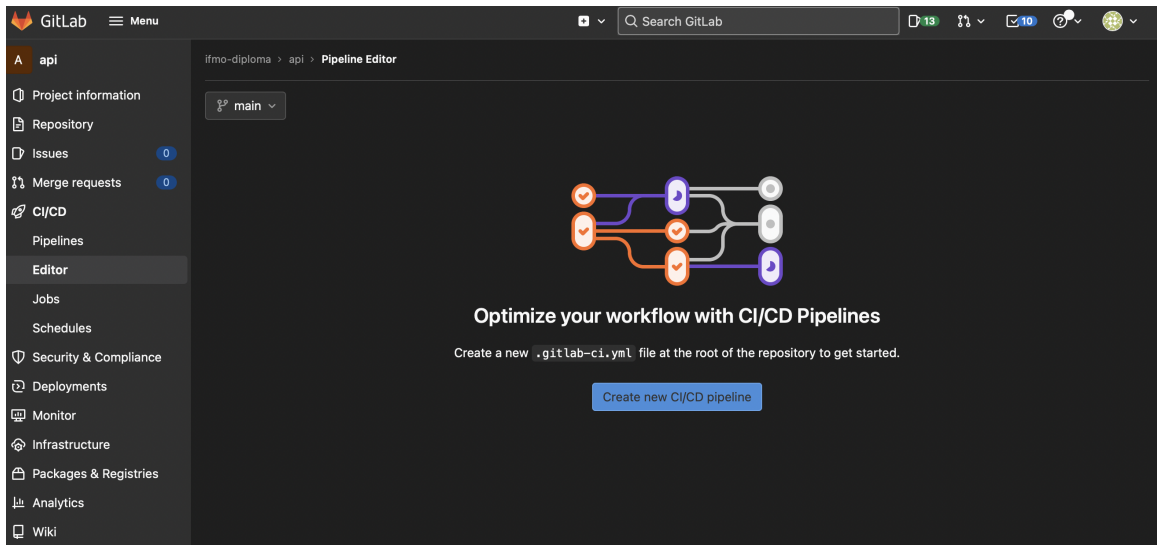 GitLab Menu Search GitLab 13 10
A api
ifmo-diploma > api > Pipeline Editor
main
Project information
Repository
Issues 0
Merge requests 0
CI/CD
Pipelines
Editor
Jobs
Schedules
Security & Compliance
Deployments
Monitor
Infrastructure
Packages & Registries
Analytics
Wiki
Optimize your workflow with CI/CD Pipelines
Create a new .gitlab-ci.yml file at the root of the repository to get started.
Create new CI/CD pipeline